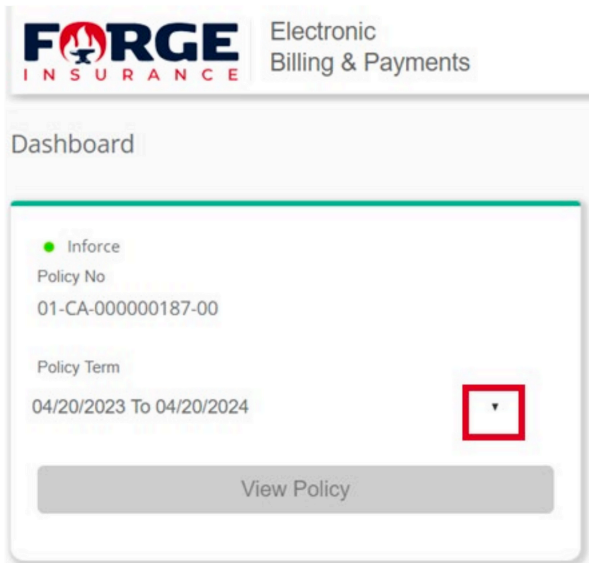 FORGE
INSURANCE
Electronic
Billing & Payments
Dashboard
Inforce
Policy No
01-CA-000000187-00
Policy Term
04/20/2023 To 04/20/2024
View Policy